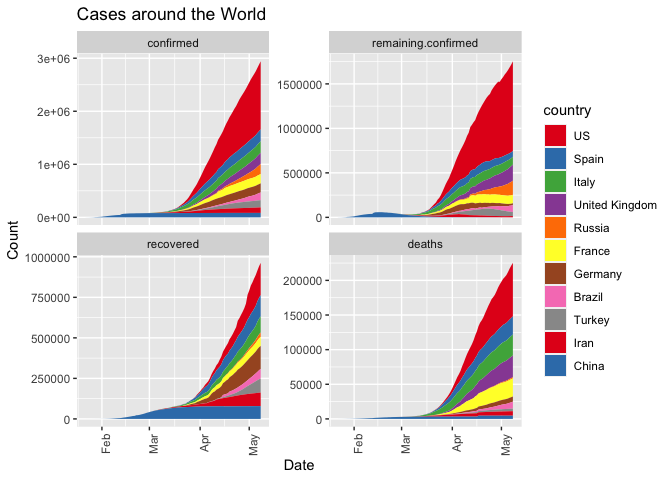 Cases around the World
confirmed
remaining.confirmed
3e+06
2e+06
1e+06
0e+00
1500000
1000000
500000
0
recovered
deaths
1000000
750000
500000
250000
0
200000
150000
100000
50000
0
Feb
Mar
Apr
May
Feb
Mar
Apr
May
Count
Date
country
US
Spain
Italy
United Kingdom
Russia
France
Germany
Brazil
Turkey
Iran
China